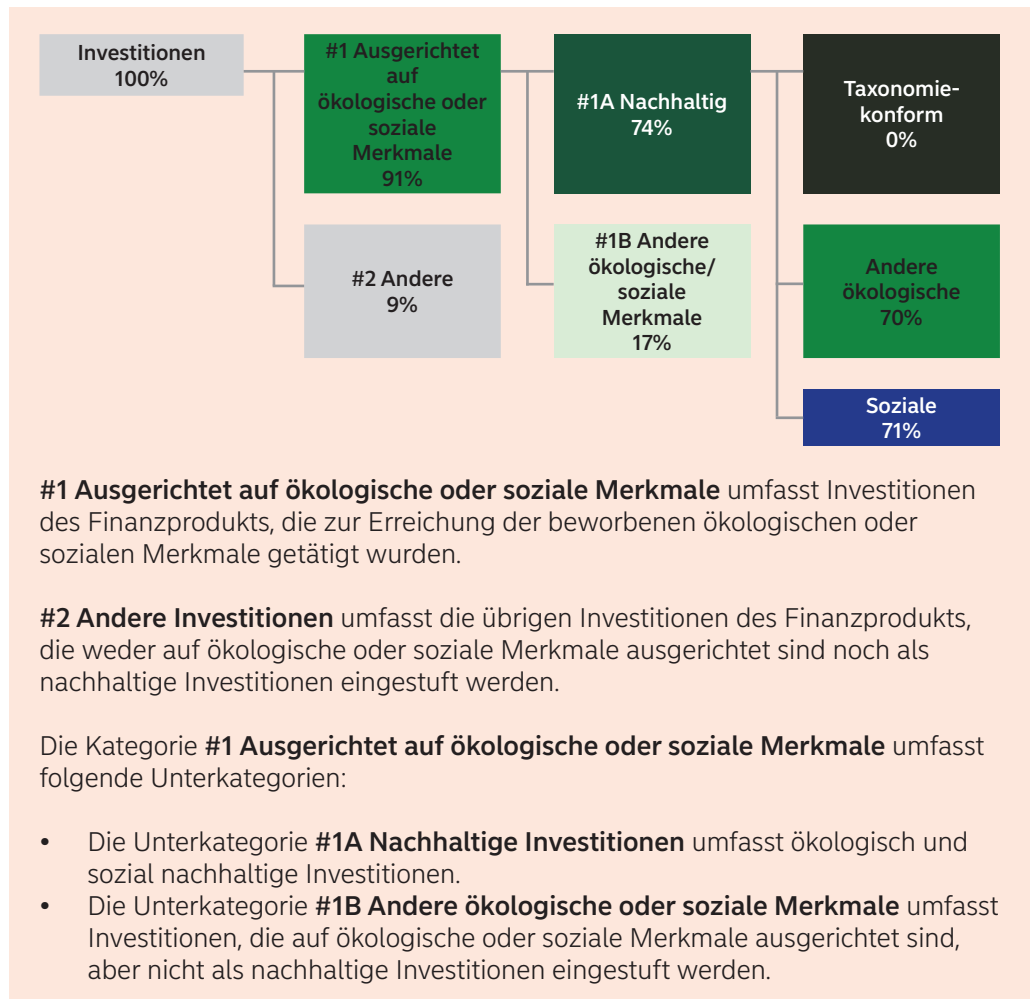 Investitionen
100%
#1 Ausgerichtet
auf
ökologische oder
soziale
Merkmale
91%
#1A Nachhaltig
74%
Taxonomie-
konform
0%
#2 Andere
9%
#1B Andere
ökologische/
soziale
Merkmale
17%
Andere
ökologische
70%
Soziale
71%
#1 Ausgerichtet auf ökologische oder soziale Merkmale umfasst Investitionen
des Finanzprodukts, die zur Erreichung der beworbenen ökologischen oder
sozialen Merkmale getätigt wurden.
#2 Andere Investitionen umfasst die übrigen Investitionen des Finanzprodukts,
die weder auf ökologische oder soziale Merkmale ausgerichtet sind noch als
nachhaltige Investitionen eingestuft werden.
Die Kategorie #1 Ausgerichtet auf ökologische oder soziale Merkmale umfasst
folgende Unterkategorien:
• Die Unterkategorie #1A Nachhaltige Investitionen umfasst ökologisch und
sozial nachhaltige Investitionen.
• Die Unterkategorie #1B Andere ökologische oder soziale Merkmale umfasst
Investitionen, die auf ökologische oder soziale Merkmale ausgerichtet sind,
aber nicht als nachhaltige Investitionen eingestuft werden.